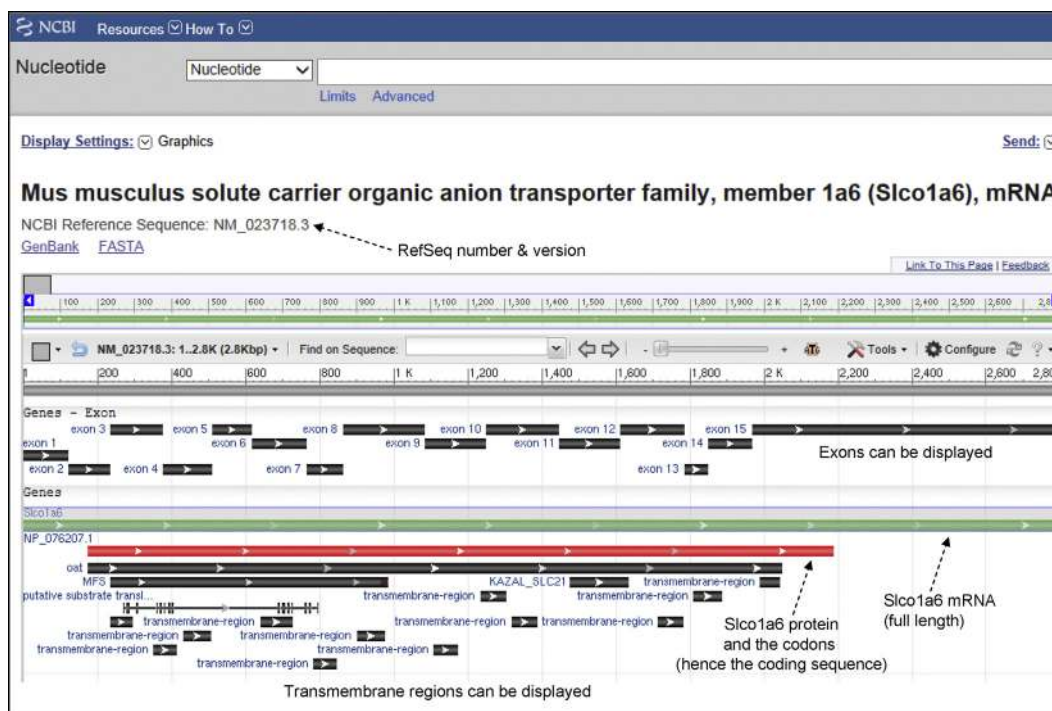 NCBI Resources How To
Nucleotide Nucleotide
Limits Advanced
Display Settings: Graphics Send:
Mus musculus solute carrier organic anion transporter family, member 1a6 (Slco1a6), mRNA
NCBI Reference Sequence: NM_023718.3
RefSeq number & version
GenBank FASTA
Link To This Page | Feedback
100 200 300 400 500 600 700 800 900 1 K 1,100 1,200 1,300 1,400 1,500 1,600 1,700 1,800 1,900 2 K 2,100 2,200 2,300 2,400 2,500 2,600 2,8
NM_023718.3: 1..2.8K (2.8Kbp) Find on Sequence: - + Tools Configure ?
1 200 400 600 800 1 K 1,200 1,400 1,600 1,800 2 K 2,200 2,400 2,600 2,80
Genes - Exon
exon 3 exon 5 exon 8 exon 10 exon 12 exon 15
exon 1 exon 6 exon 9 exon 11 exon 14
Exons can be displayed
exon 2 exon 4 exon 7 exon 13
Genes
Slco1a6
NP_076207.1
oat
MFS KAZAL_SLC21 transmembrane-region
putative substrate transl... transmembrane-region transmembrane-region
transmembrane-region transmembrane-region transmembrane-region
transmembrane-region transmembrane-region
transmembrane-region transmembrane-region
transmembrane-region
Slco1a6 mRNA
(full length)
Slco1a6 protein
and the codons
(hence the coding sequence)
Transmembrane regions can be displayed